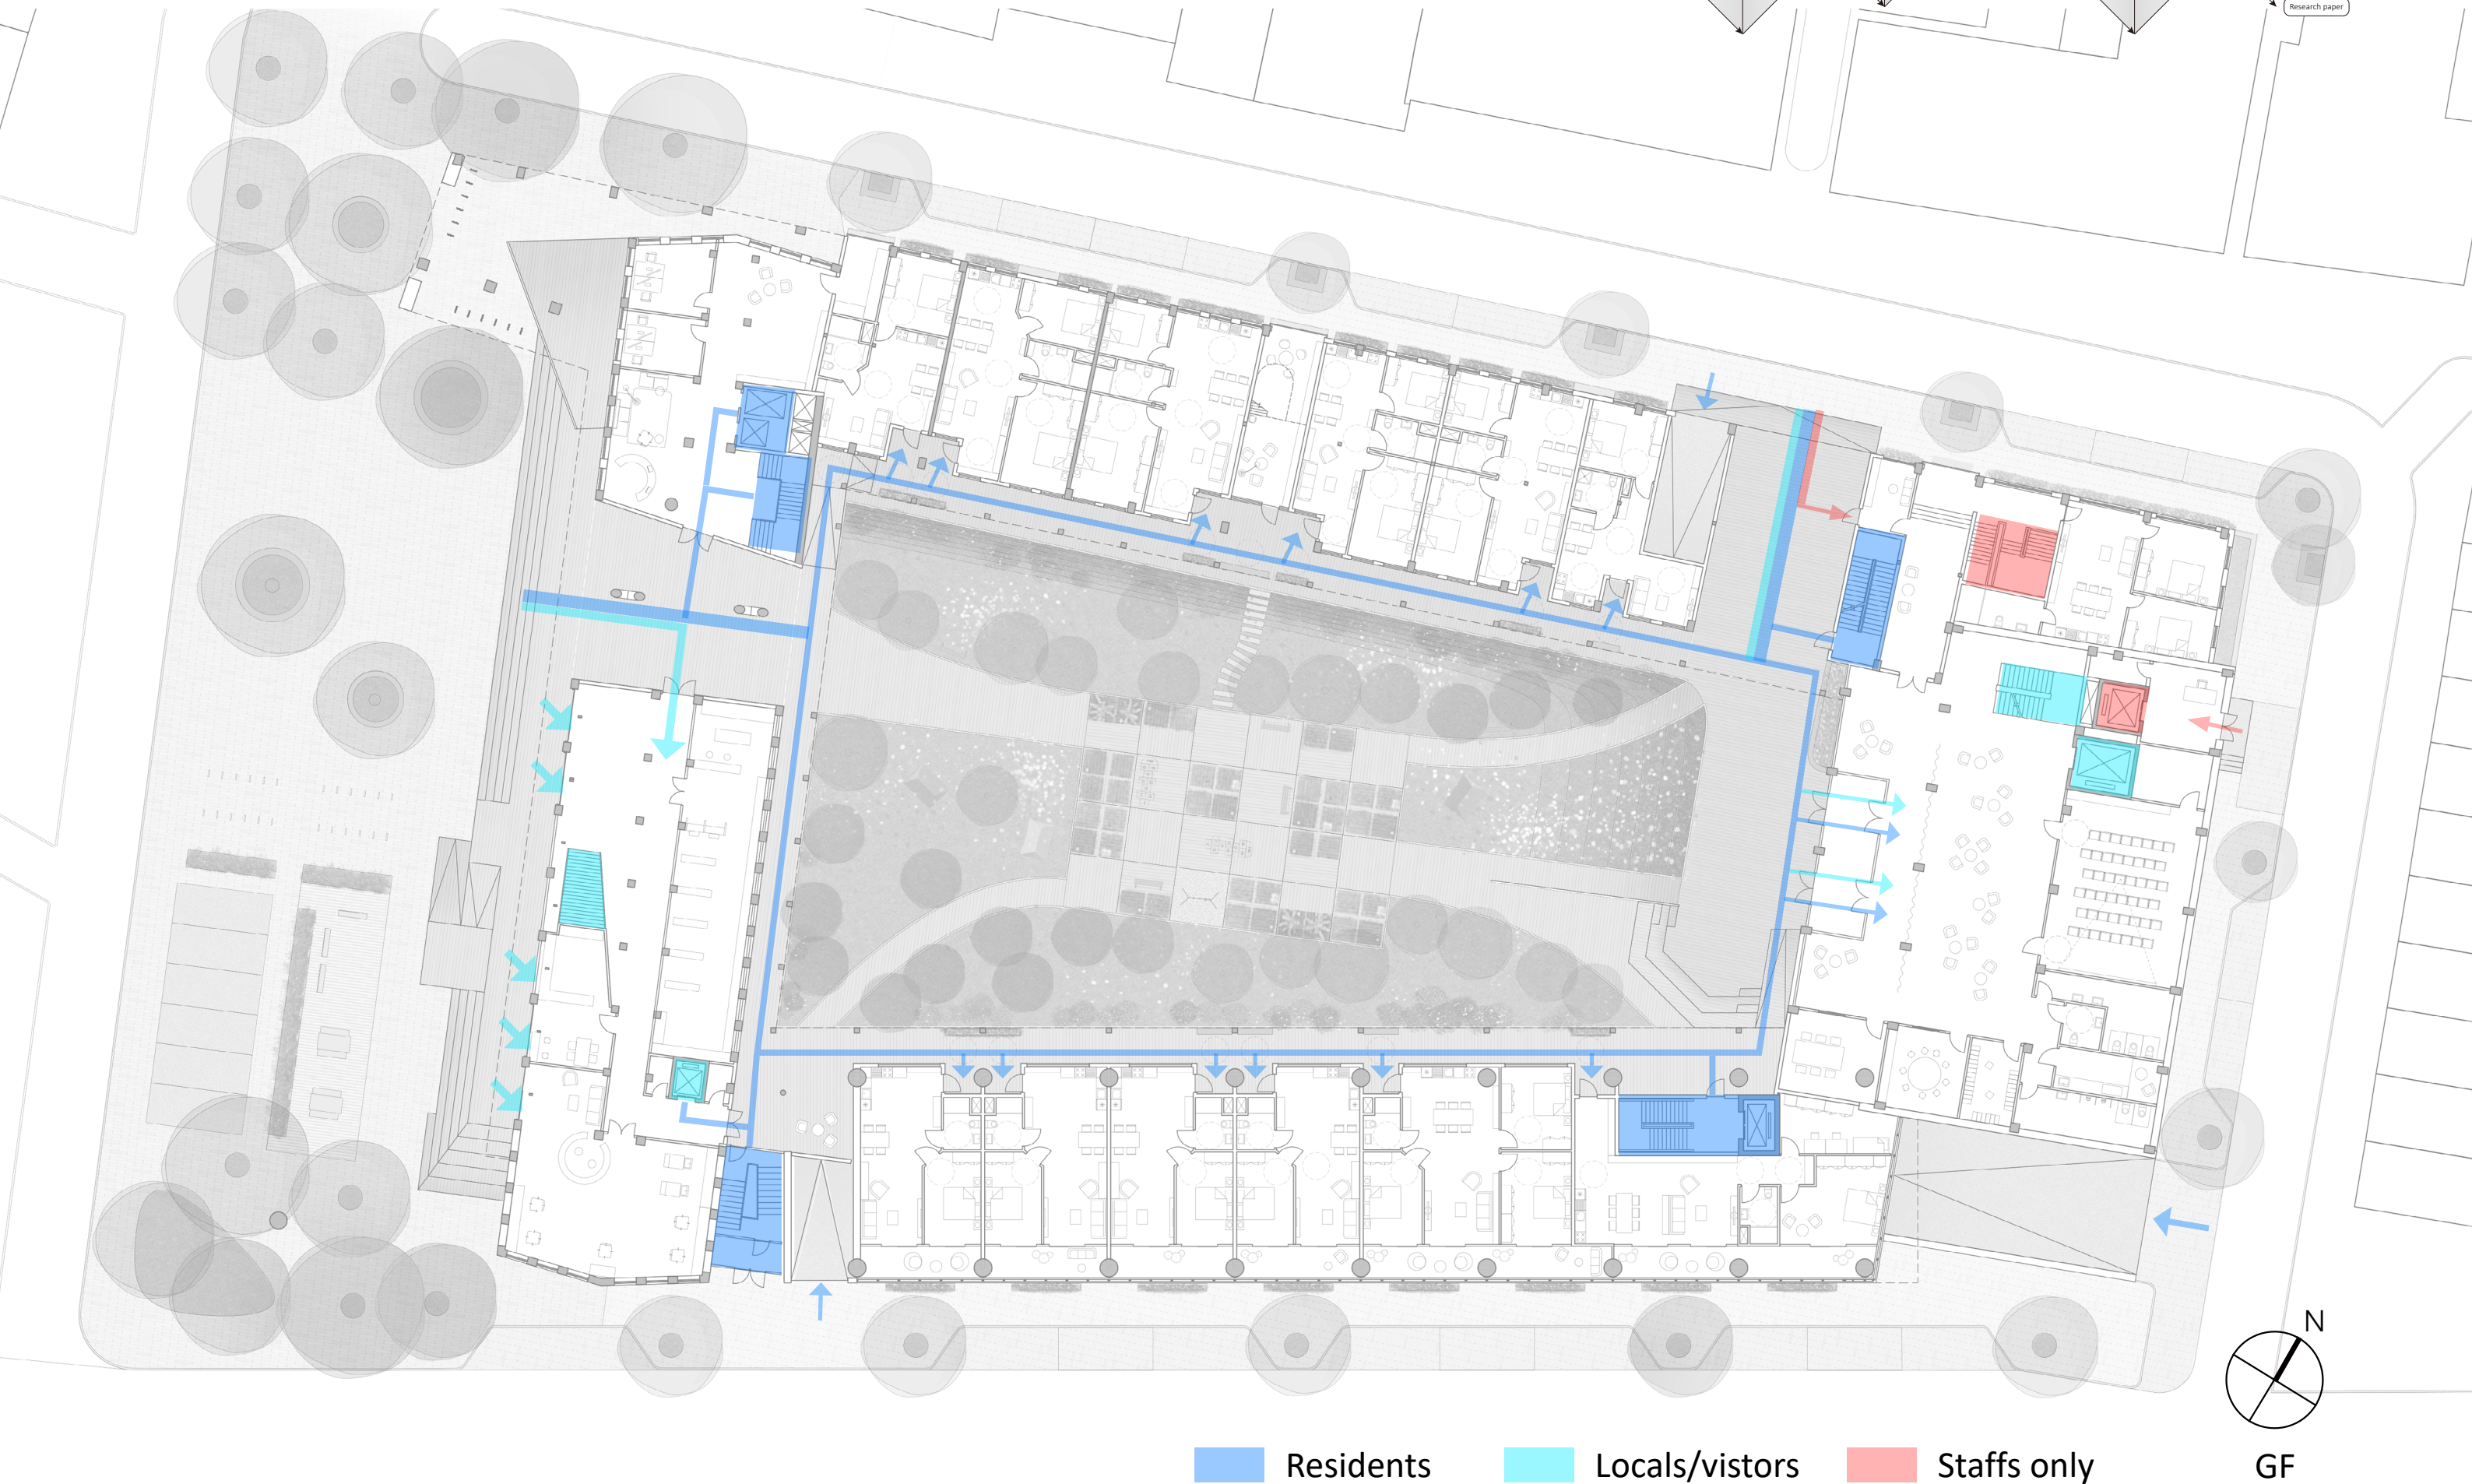 Research paper
N
Residents
Locals/vistors
Staffs only
GF